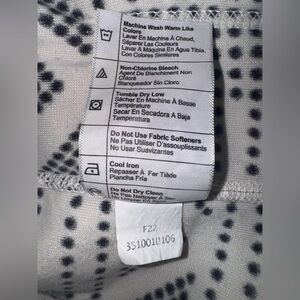 Machine Wash Warm Like
Colors
Laver En Machine À Chaud,
Séparer Les Couleurs
Lavar A Máquina En Agua Tibia,
Con Colores Similares
Non-Chlorine Bleach
Agent De Blanchiment Non
Chloré
Blanqueador Sin Cloro
Tumble Dry Low
Sécher En Machine À Basse
Température
Secar En Secadora A Baja
Temperatura
Do Not Use Fabric Softeners
Ne Pas Utiliser D'assouplissants
No Usar Suavizantes
Cool Iron
Repasser À Fer Tiède
Plancha Fria
Do Not Dry Clean
F22
3510010106